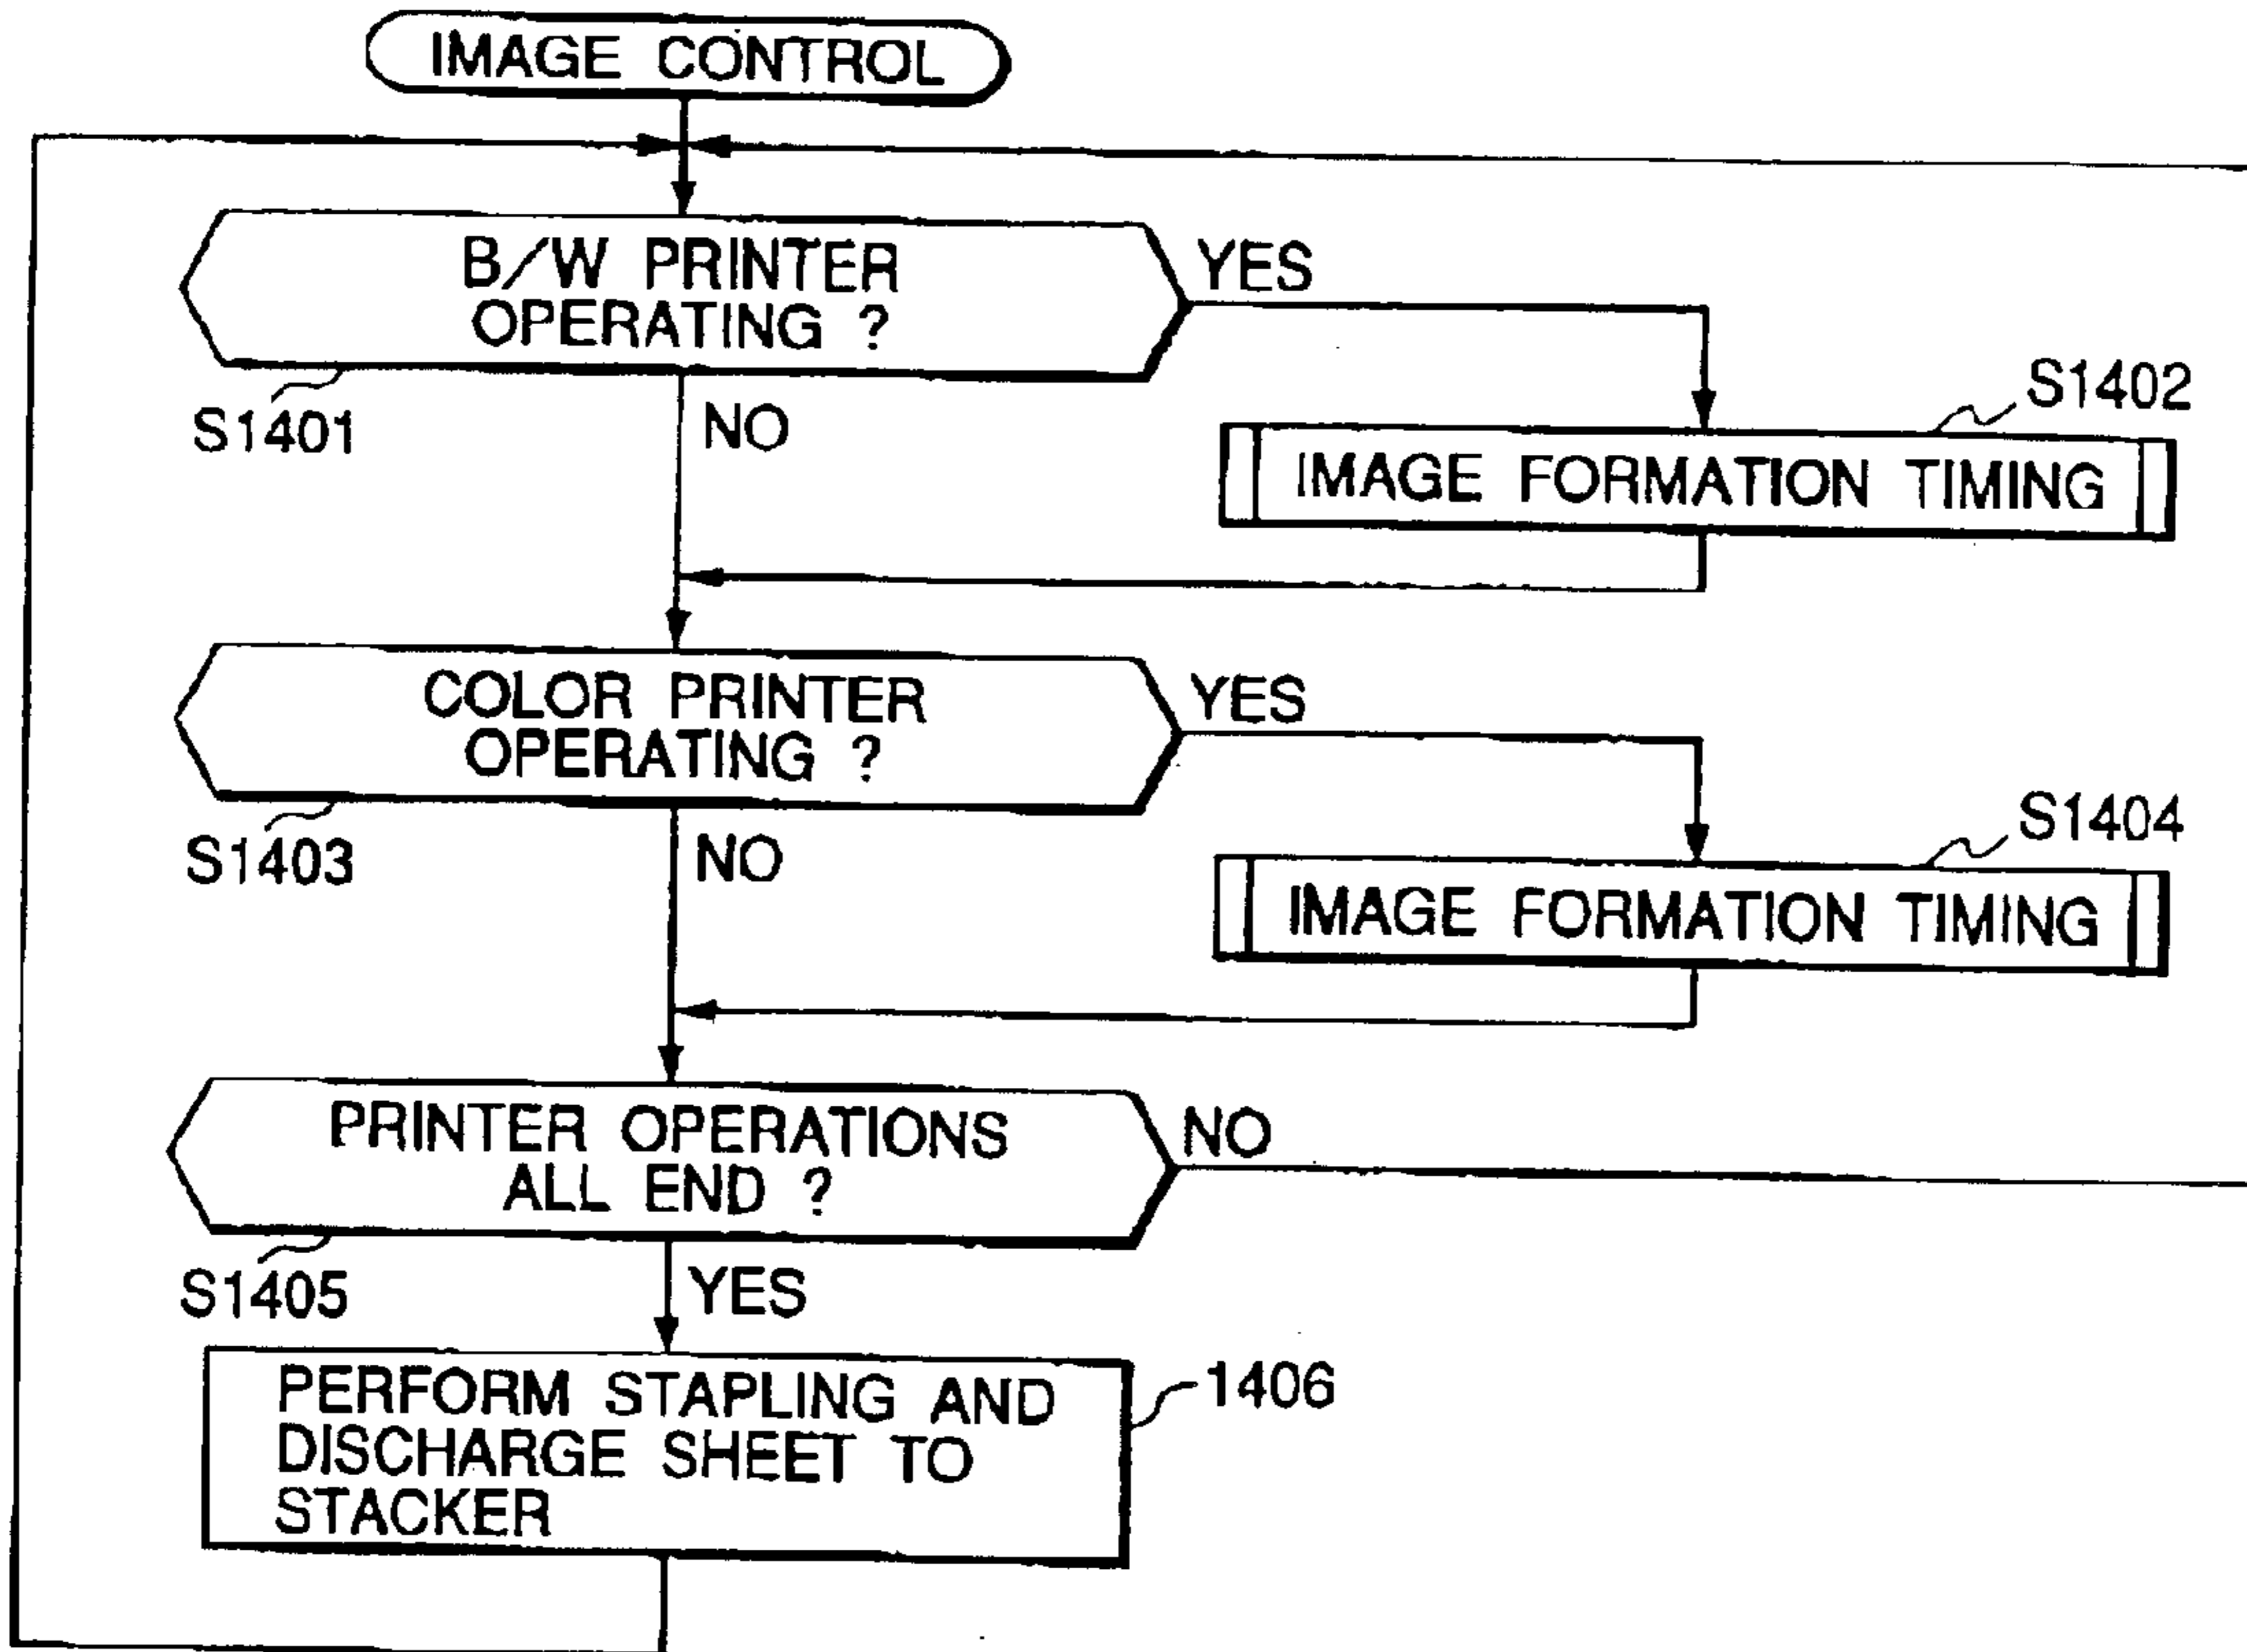 IMAGE CONTROL
B/W PRINTER
OPERATING ?
YES
S1401
NO
S1402
IMAGE FORMATION TIMING
COLOR PRINTER
OPERATING ?
YES
S1403
NO
S1404
IMAGE FORMATION TIMING
PRINTER OPERATIONS
ALL END ?
NO
S1405
YES
PERFORM STAPLING AND
DISCHARGE SHEET TO
STACKER
1406